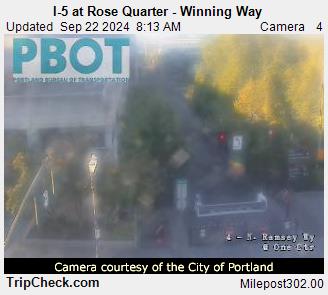 I-5 at Rose Quarter - Winning Way
Updated Sep 22 2024 8:13 AM Camera 4
PBOT
PORTLAND BUREAU OF TRANSPORTATION
4 - N. Ramsey Wy
W One Ctr
Camera courtesy of the City of Portland
TripCheck.com Milepost302.00